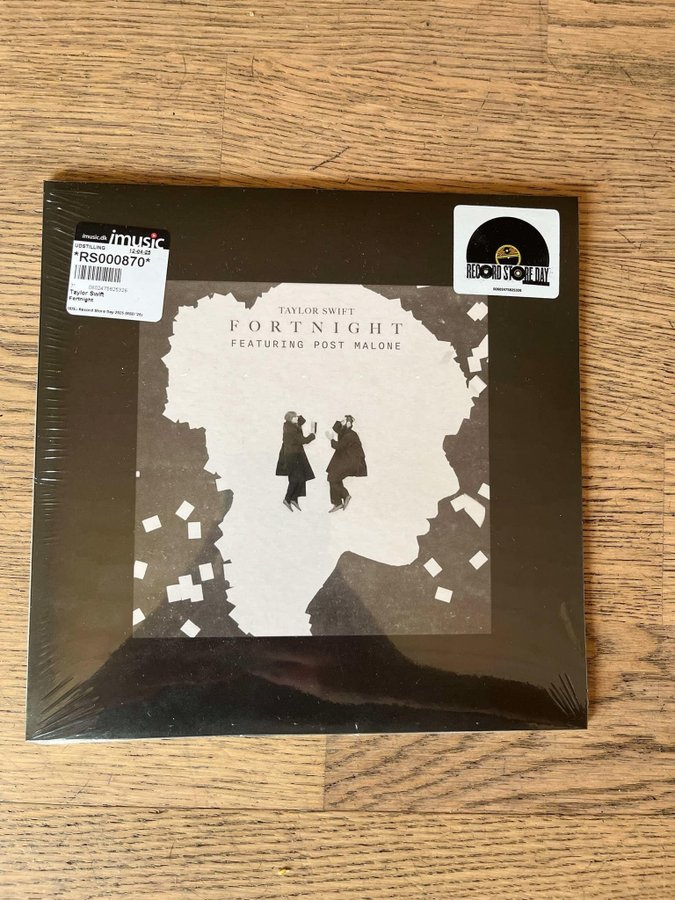 imusic.dk imusic
UDSTILLING 12-04-25
*RS000870*
0602475825326
Taylor Swift
Fortnight
RECORD STORE DAY
TAYLOR SWIFT
FORTNIGHT
FEATURING POST MALONE